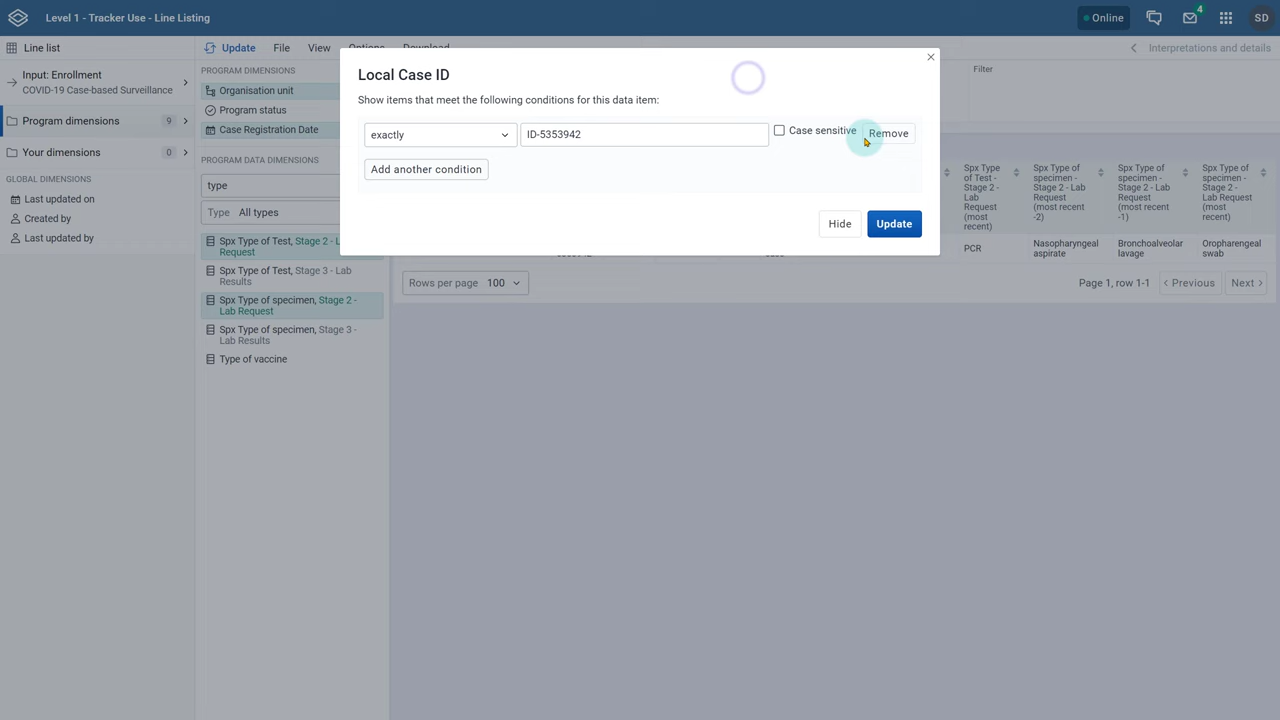 Level 1 - Tracker Use - Line Listing
Online
4
SD
Line list
Update
File
View
Options
Download
Interpretations and details
Input: Enrollment
COVID-19 Case-based Surveillance
Program dimensions
9
Your dimensions
0
GLOBAL DIMENSIONS
Last updated on
Created by
Last updated by
PROGRAM DIMENSIONS
Organisation unit
Program status
Case Registration Date
PROGRAM DATA DIMENSIONS
type
Type
All types
Spx Type of Test, Stage 2 - L
Request
Spx Type of Test, Stage 3 - Lab
Results
Spx Type of specimen, Stage 2 -
Lab Request
Spx Type of specimen, Stage 3 -
Lab Results
Type of vaccine
Local Case ID
Show items that meet the following conditions for this data item:
exactly
ID-5353942
Case sensitive
Remove
Add another condition
Hide
Update
Filter
Spx Type
of Test -
Stage 2 -
Lab
Request
(most
recent)
Spx Type of
specimen -
Stage 2 - Lab
Request
(most recent
-2)
Spx Type of
specimen -
Stage 2 - Lab
Request
(most recent
-1)
Spx Type of
specimen -
Stage 2 - Lab
Request
(most
recent)
PCR
Nasopharyngeal
aspirate
Bronchoalveolar
lavage
Oropharengeal
swab
Rows per page
100
Page 1, row 1-1
Previous
Next